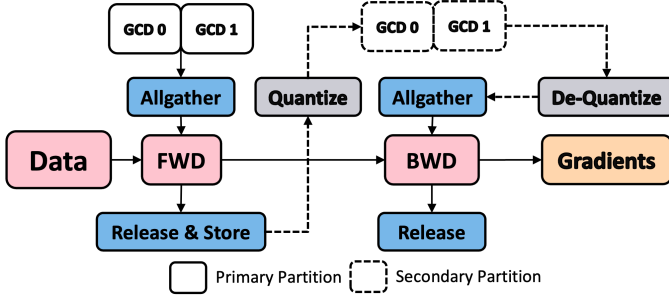 GCD 0
GCD 1
GCD 0
GCD 1
Allgather
Quantize
Allgather
De-Quantize
Data
FWD
BWD
Gradients
Release & Store
Release
Primary Partition
Secondary Partition